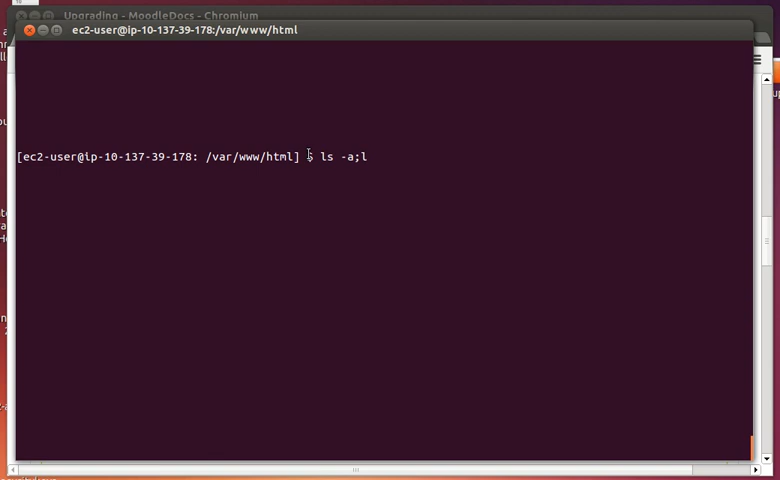 Upgrading - MoodleDocs - Chromium
ec2-user@ip-10-137-39-178:/var/www/html
[ec2-user@ip-10-137-39-178: /var/www/html] $ ls -a;l